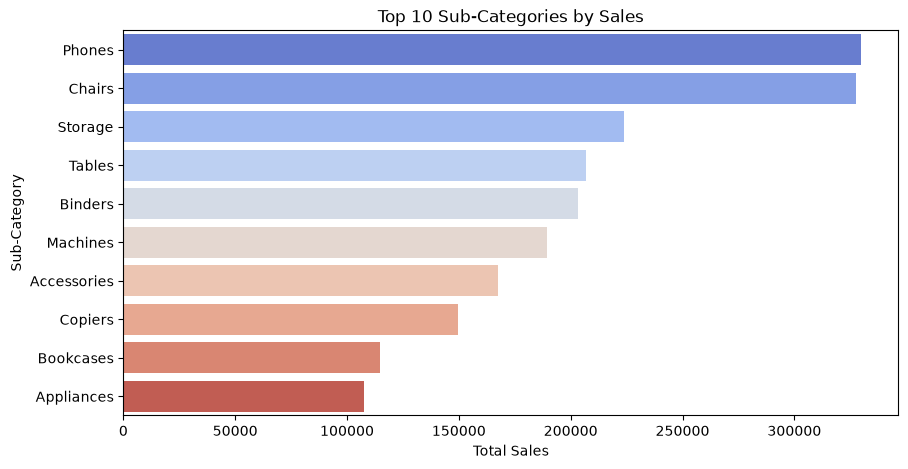 Top 10 Sub-Categories by Sales
Sub-Category
Phones
Chairs
Storage
Tables
Binders
Machines
Accessories
Copiers
Bookcases
Appliances
0 50000 100000 150000 200000 250000 300000
Total Sales